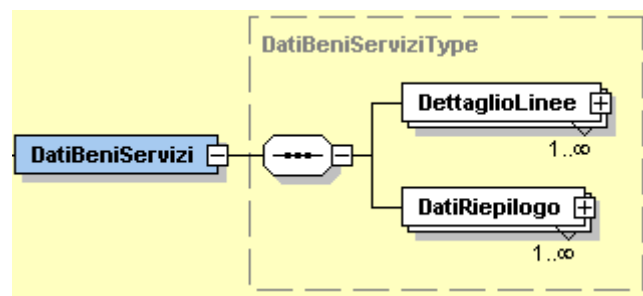 DatiBeniServiziType
DettaglioLinee
1..∞
DatiBeniServizi
DatiRiepilogo
1..∞